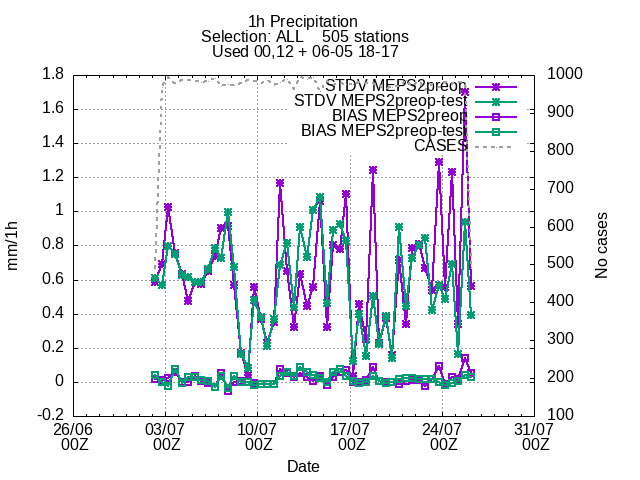 1h Precipitation
Selection: ALL 505 stations
Used 00,12 + 06-05 18-17
1.8
1.6
1.4
1.2
1
0.8
0.6
0.4
0.2
0
-0.2
mm/1h
1000
900
800
700
600
500
400
300
200
100
No cases
STDV MEPS2preop
STDV MEPS2preop-test
BIAS MEPS2preop
BIAS MEPS2preop-test
CASES
26/06 03/07 10/07 17/07 24/07 31/07
00Z 00Z 00Z 00Z 00Z 00Z
Date